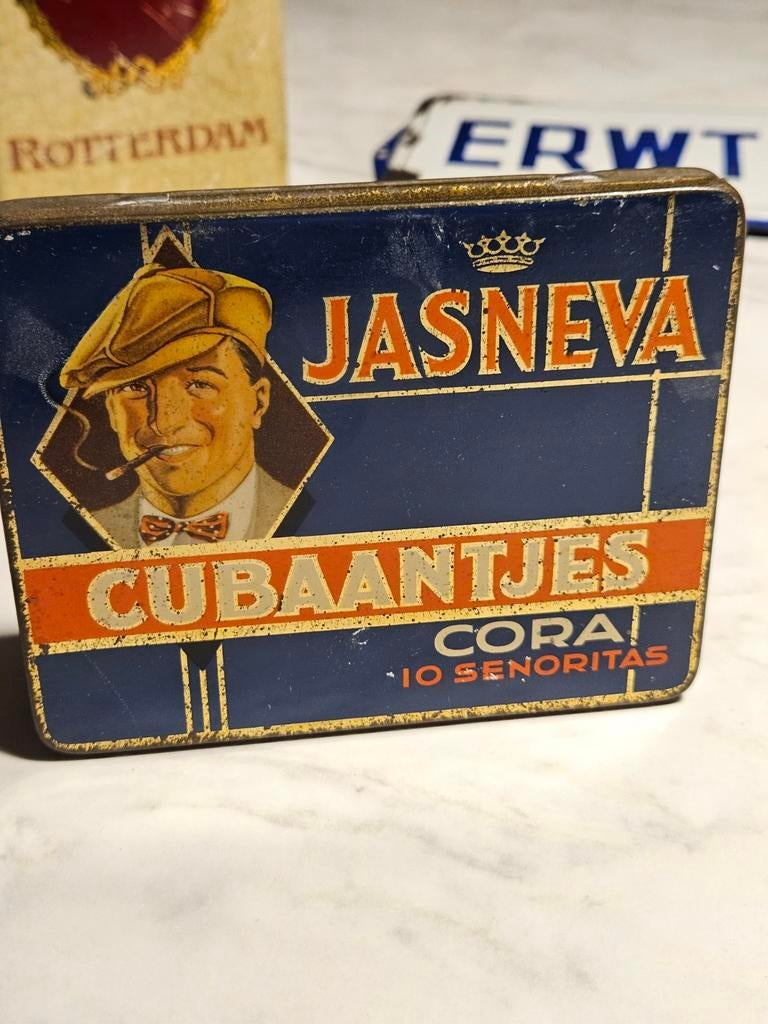 ROTTERDAM
ERWT
JASNEVA
CUBAANTJES
CORA
10 SENORITAS